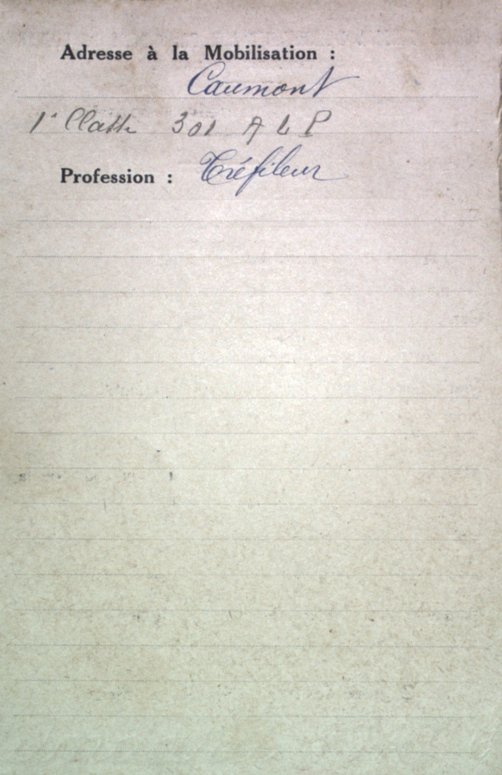 Adresse à la Mobilisation :
Caumont
1e Classe 301 A L P
Profession : Tréfileur